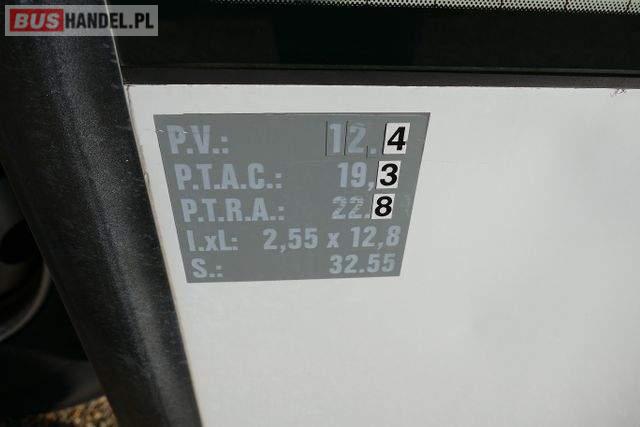 BUSHANDEL.PL
P.V.: 12.4
P.T.A.C.: 19,3
P.T.R.A.: 22.8
l.xL: 2,55 x 12,8
S.: 32.55